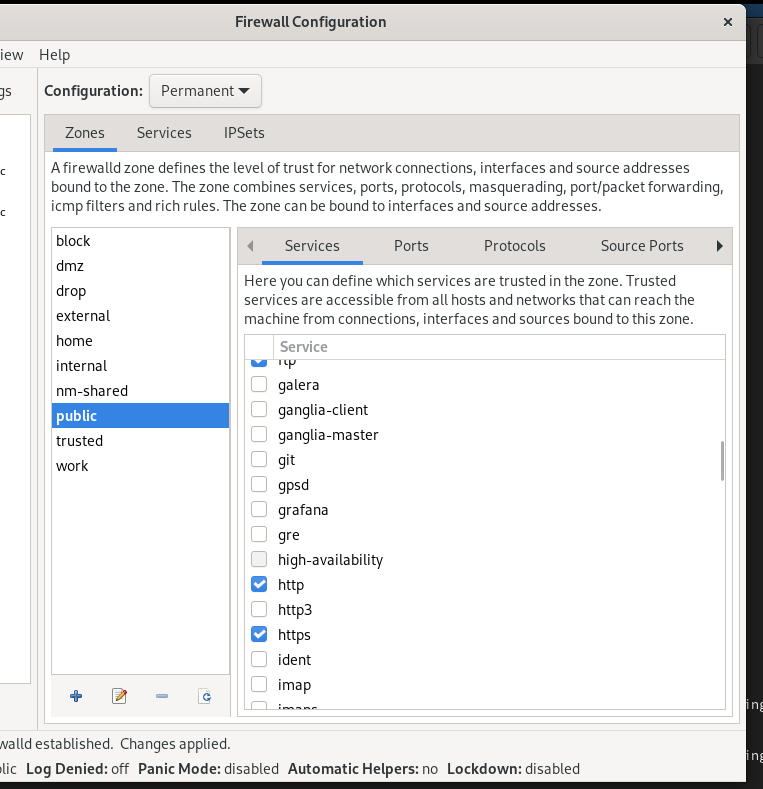 Firewall Configuration
iew Help
gs
Configuration: Permanent
Zones Services IPSets
A firewalld zone defines the level of trust for network connections, interfaces and source addresses
bound to the zone. The zone combines services, ports, protocols, masquerading, port/packet forwarding,
icmp filters and rich rules. The zone can be bound to interfaces and source addresses.
c
c
block
dmz
drop
external
home
internal
nm-shared
public
trusted
work
Services Ports Protocols Source Ports
Here you can define which services are trusted in the zone. Trusted
services are accessible from all hosts and networks that can reach the
machine from connections, interfaces and sources bound to this zone.
Service
ftp
galera
ganglia-client
ganglia-master
git
gpsd
grafana
gre
high-availability
http
http3
https
ident
imap
imaps
walld established. Changes applied.
lic Log Denied: off Panic Mode: disabled Automatic Helpers: no Lockdown: disabled
ing
ing